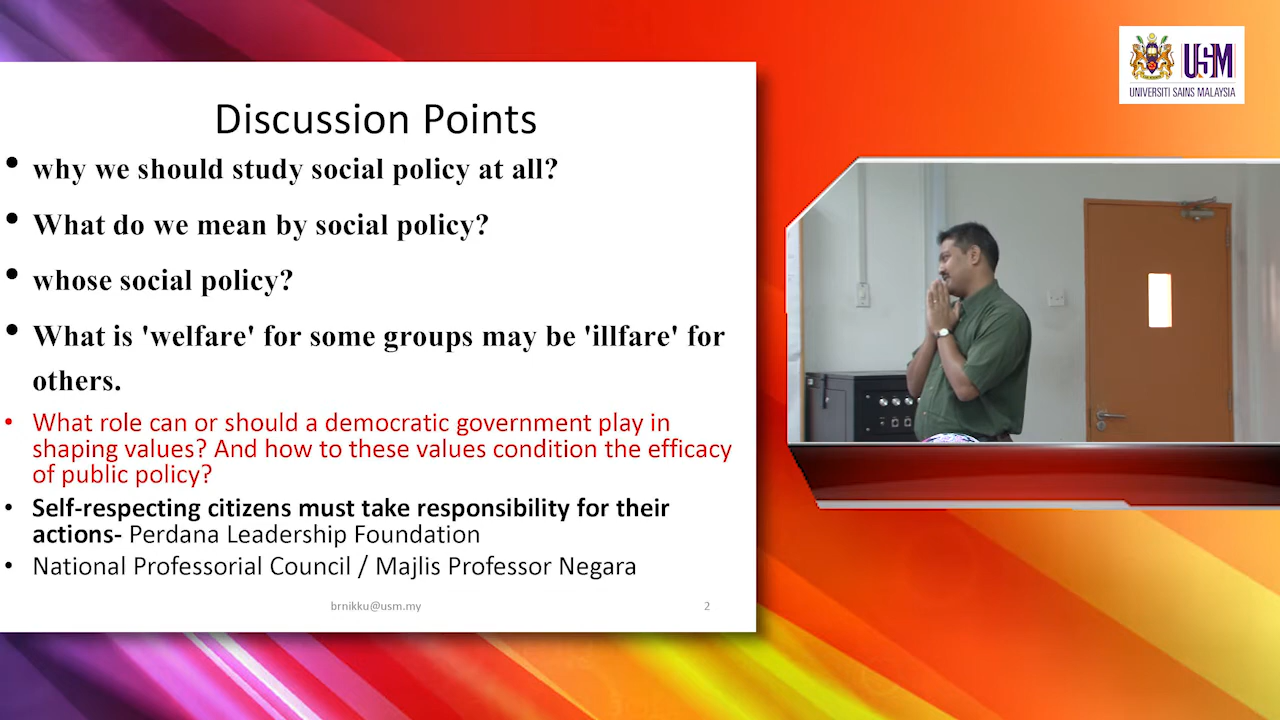 USM
UNIVERSITI SAINS MALAYSIA
Discussion Points
• why we should study social policy at all?
• What do we mean by social policy?
• whose social policy?
• What is 'welfare' for some groups may be 'illfare' for
others.
• What role can or should a democratic government play in
shaping values? And how to these values condition the efficacy
of public policy?
• Self-respecting citizens must take responsibility for their
actions- Perdana Leadership Foundation
• National Professorial Council / Majlis Professor Negara
brnikku@usm.my
2